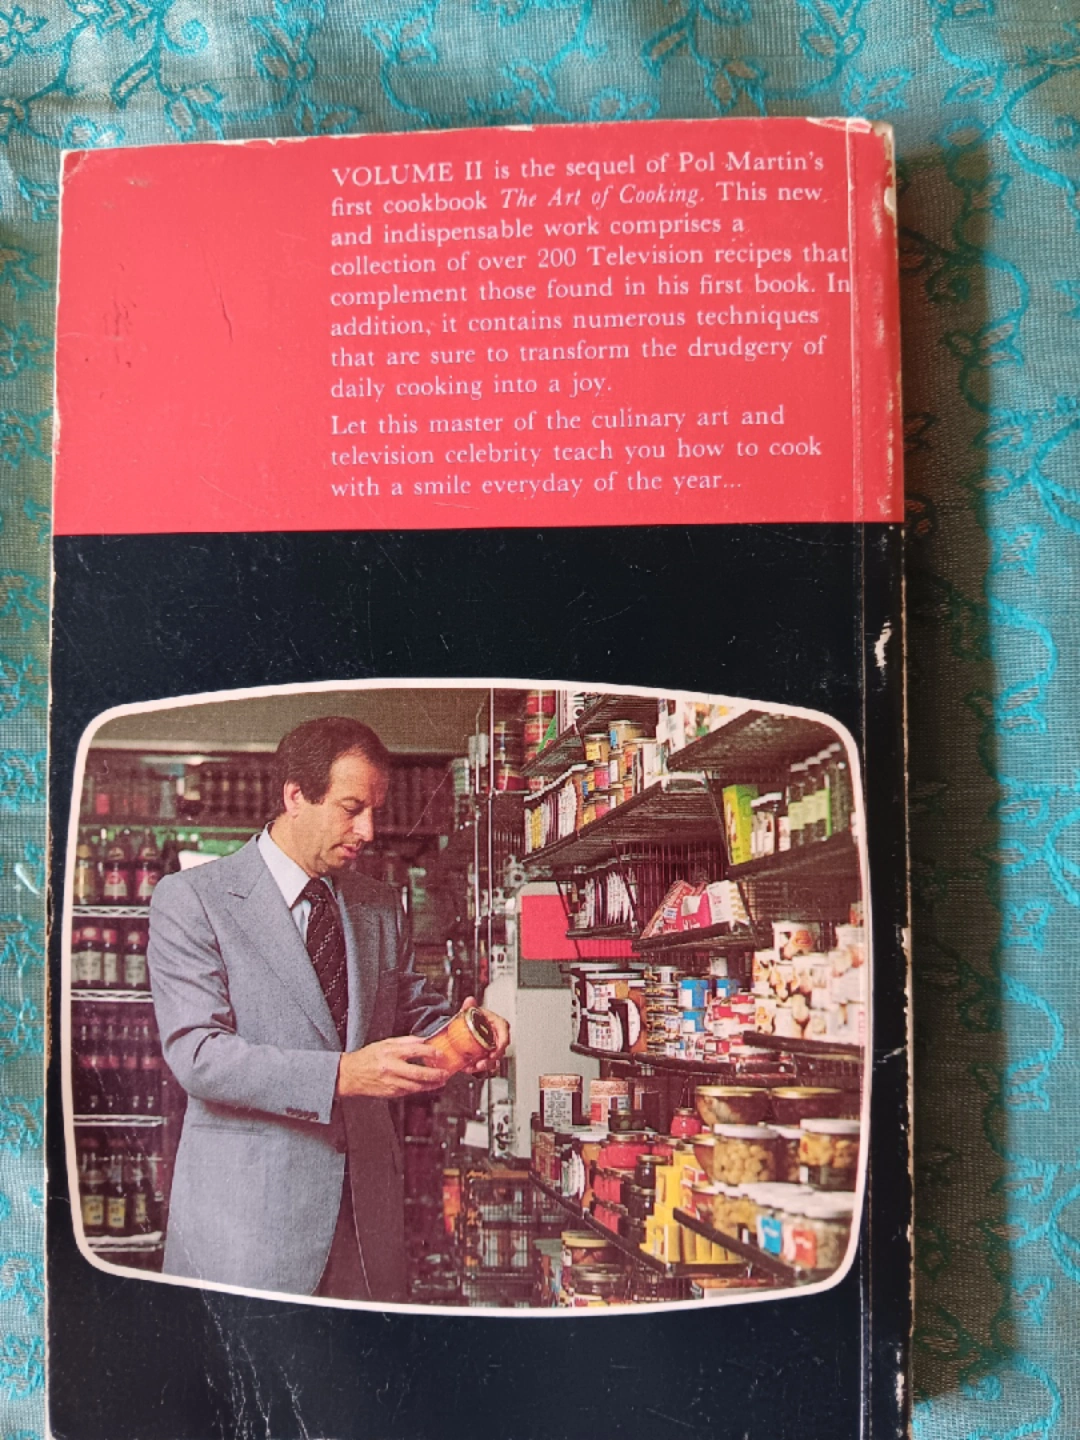 VOLUME II is the sequel of Pol Martin's
first cookbook The Art of Cooking. This new
and indispensable work comprises a
collection of over 200 Television recipes that
complement those found in his first book. In
addition, it contains numerous techniques
that are sure to transform the drudgery of
daily cooking into a joy.
Let this master of the culinary art and
television celebrity teach you how to cook
with a smile everyday of the year...